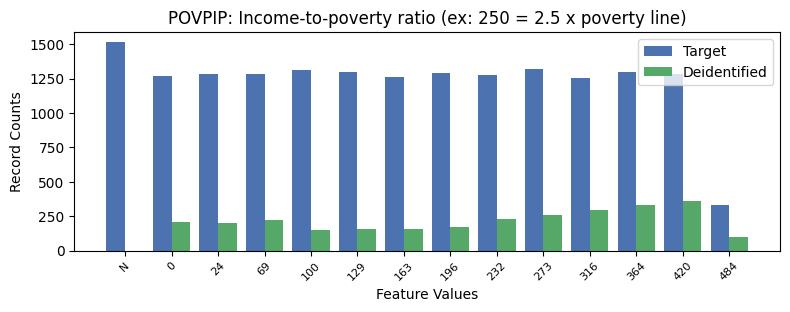 POVPIP: Income-to-poverty ratio (ex: 250 = 2.5 x poverty line)
Record Counts
1500
1250
1000
750
500
250
0
Target
Deidentified
N 0 24 69 100 129 163 196 232 273 316 364 420 484
Feature Values